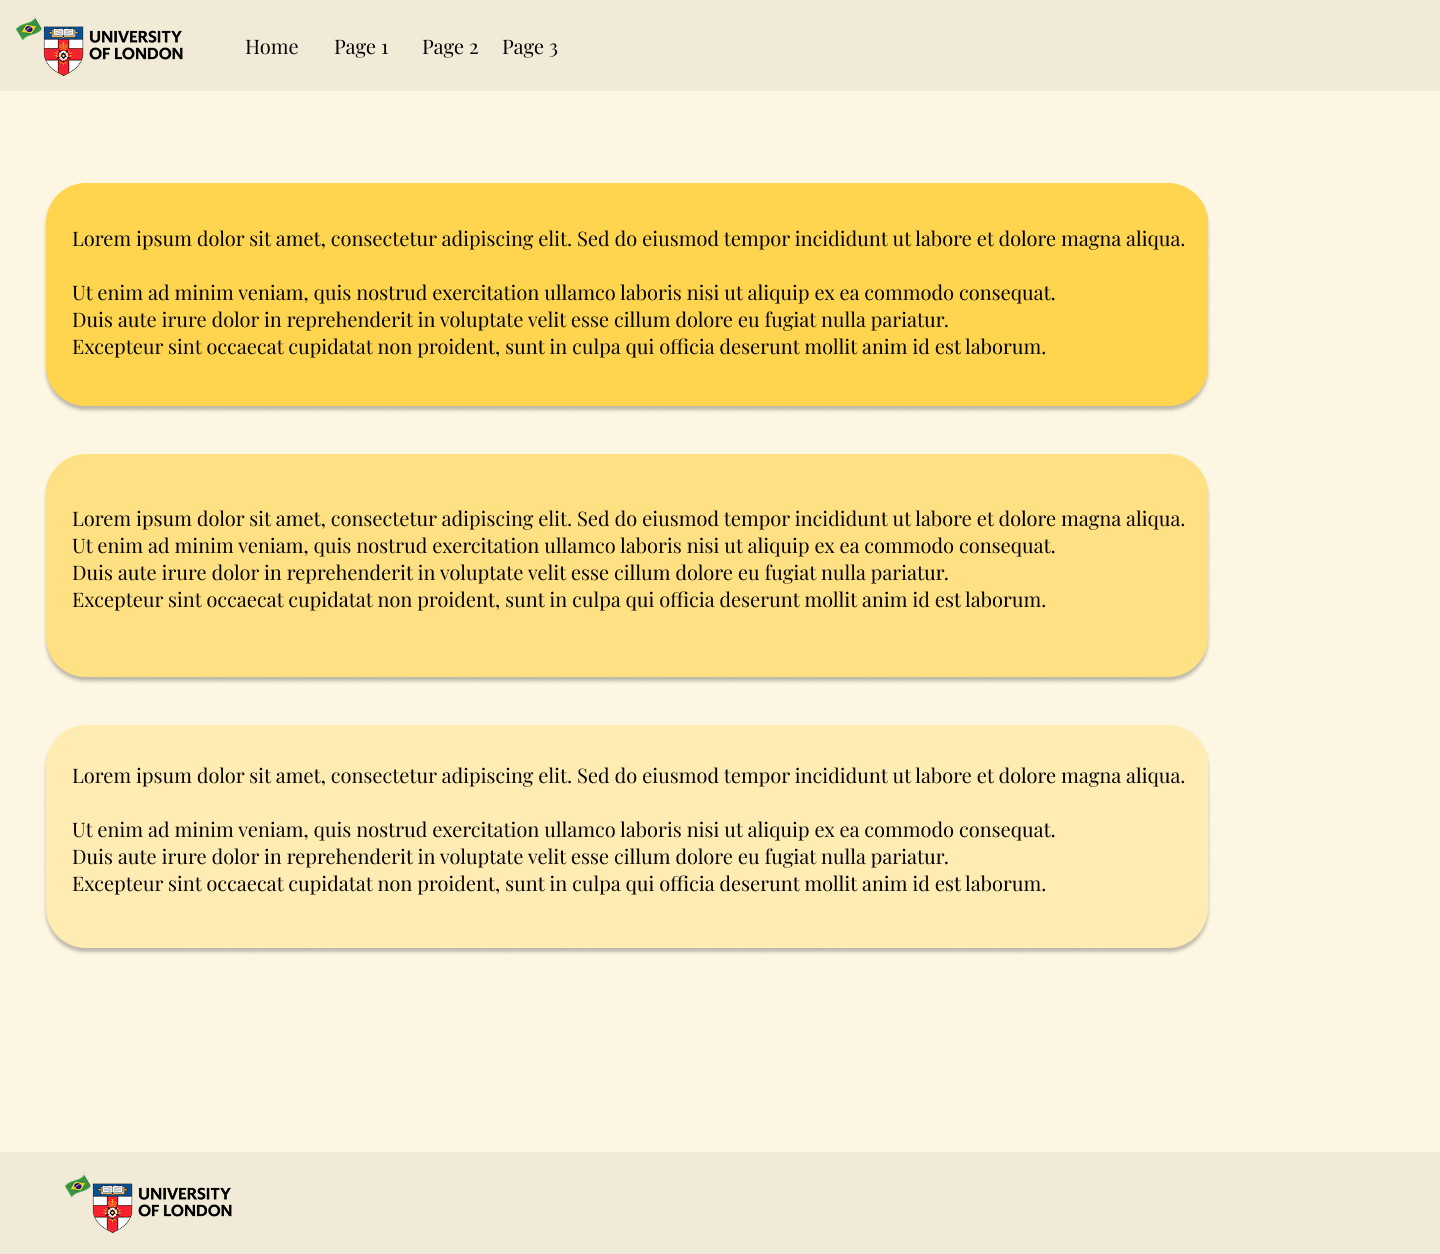 UNIVERSITY
OF LONDON
Home Page 1 Page 2 Page 3
Lorem ipsum dolor sit amet, consectetur adipiscing elit. Sed do eiusmod tempor incididunt ut labore et dolore magna aliqua.
Ut enim ad minim veniam, quis nostrud exercitation ullamco laboris nisi ut aliquip ex ea commodo consequat.
Duis aute irure dolor in reprehenderit in voluptate velit esse cillum dolore eu fugiat nulla pariatur.
Excepteur sint occaecat cupidatat non proident, sunt in culpa qui officia deserunt mollit anim id est laborum.
Lorem ipsum dolor sit amet, consectetur adipiscing elit. Sed do eiusmod tempor incididunt ut labore et dolore magna aliqua.
Ut enim ad minim veniam, quis nostrud exercitation ullamco laboris nisi ut aliquip ex ea commodo consequat.
Duis aute irure dolor in reprehenderit in voluptate velit esse cillum dolore eu fugiat nulla pariatur.
Excepteur sint occaecat cupidatat non proident, sunt in culpa qui officia deserunt mollit anim id est laborum.
Lorem ipsum dolor sit amet, consectetur adipiscing elit. Sed do eiusmod tempor incididunt ut labore et dolore magna aliqua.
Ut enim ad minim veniam, quis nostrud exercitation ullamco laboris nisi ut aliquip ex ea commodo consequat.
Duis aute irure dolor in reprehenderit in voluptate velit esse cillum dolore eu fugiat nulla pariatur.
Excepteur sint occaecat cupidatat non proident, sunt in culpa qui officia deserunt mollit anim id est laborum.
UNIVERSITY
OF LONDON